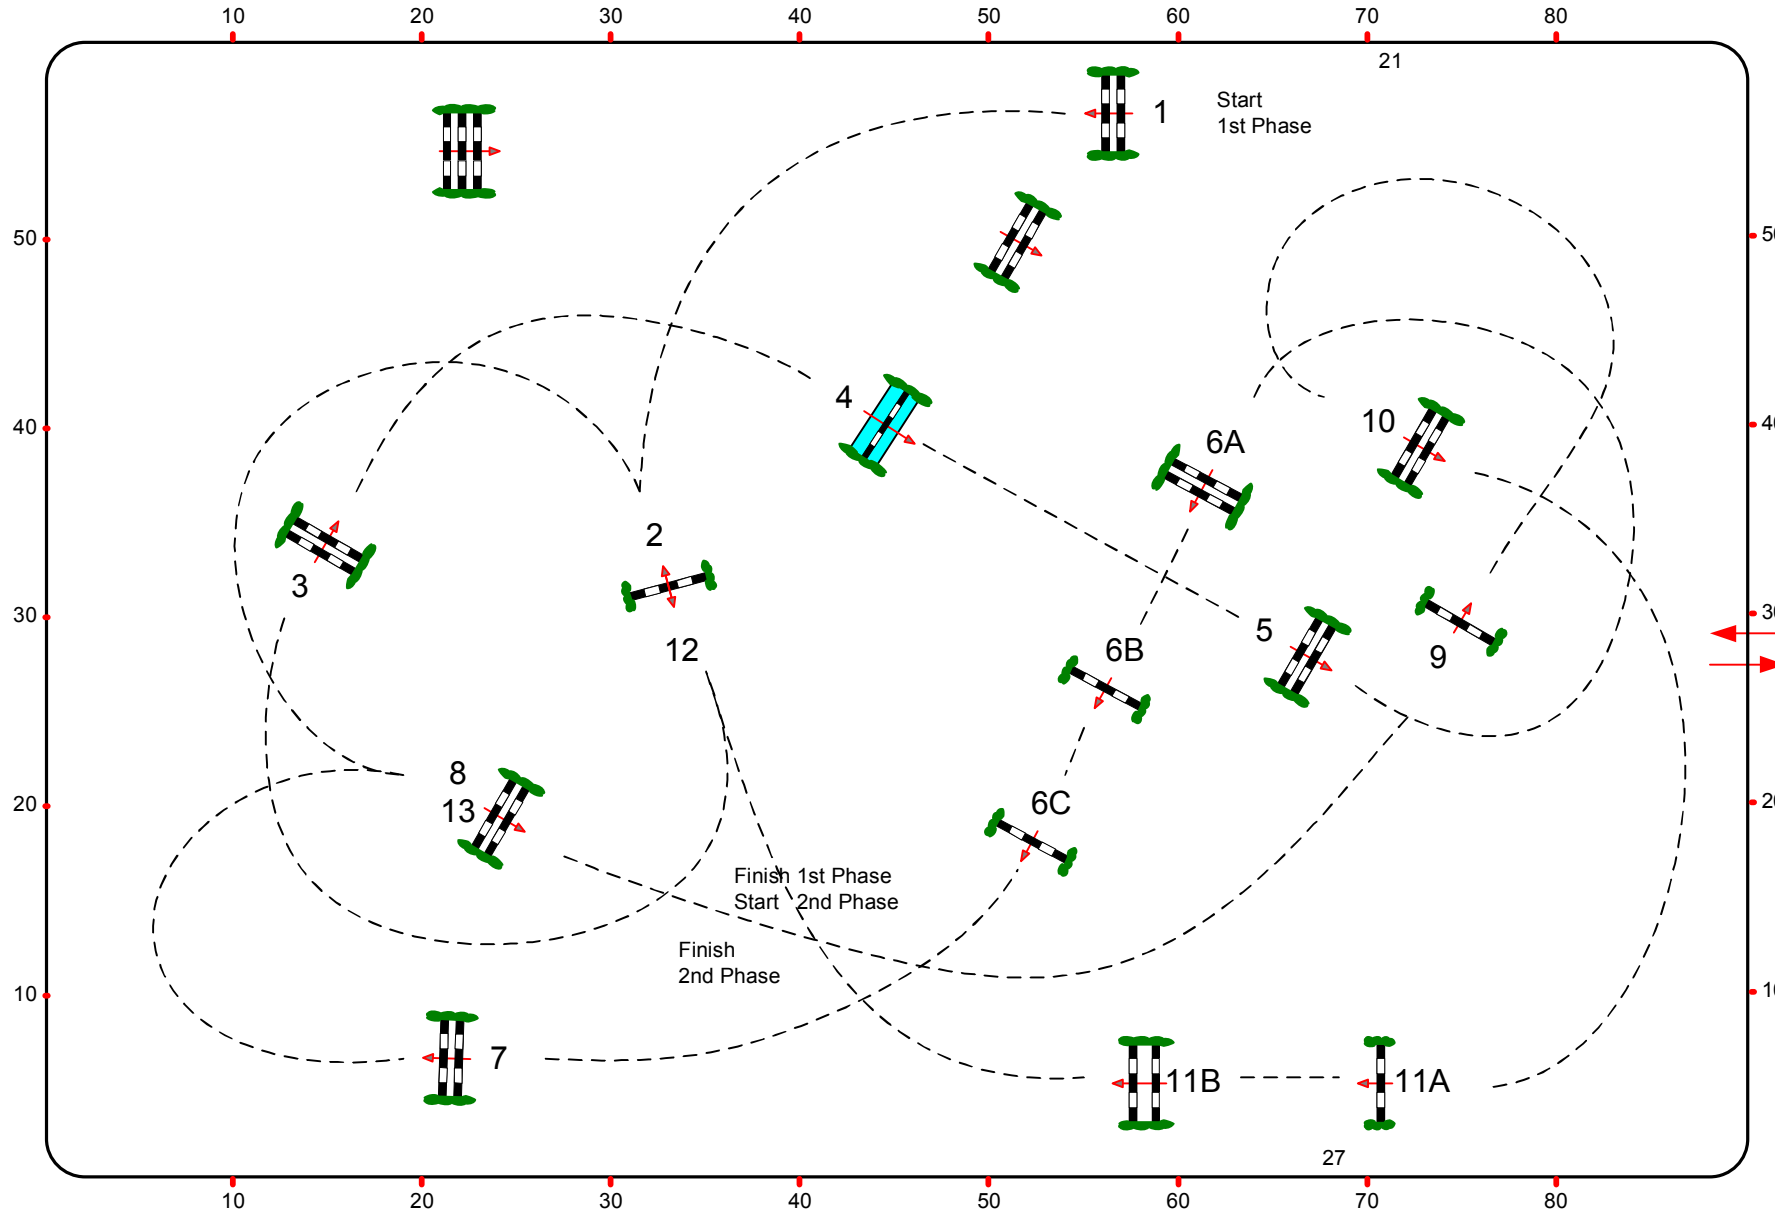 10 20 30 40 50 60 70 80
21
1
Start
1st Phase
50
40
30
20
10
4
10
6A
3
2
12
5
6B
9
8
13
6C
Finish 1st Phase
Start 2nd Phase
Finish
2nd Phase
7
11B
11A
27
10 20 30 40 50 60 70 80